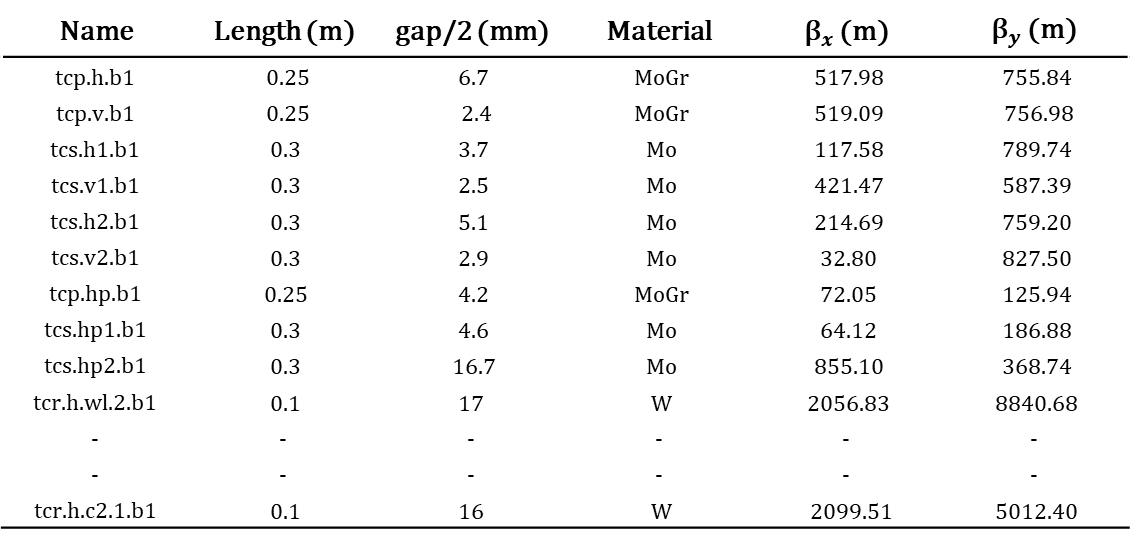 Name Length (m) gap/2 (mm) Material βx (m) βy (m)
tcp.h.b1 0.25 6.7 MoGr 517.98 755.84
tcp.v.b1 0.25 2.4 MoGr 519.09 756.98
tcs.h1.b1 0.3 3.7 Mo 117.58 789.74
tcs.v1.b1 0.3 2.5 Mo 421.47 587.39
tcs.h2.b1 0.3 5.1 Mo 214.69 759.20
tcs.v2.b1 0.3 2.9 Mo 32.80 827.50
tcp.hp.b1 0.25 4.2 MoGr 72.05 125.94
tcs.hp1.b1 0.3 4.6 Mo 64.12 186.88
tcs.hp2.b1 0.3 16.7 Mo 855.10 368.74
tcr.h.wl.2.b1 0.1 17 W 2056.83 8840.68
- - - - - -
- - - - - -
tcr.h.c2.1.b1 0.1 16 W 2099.51 5012.40